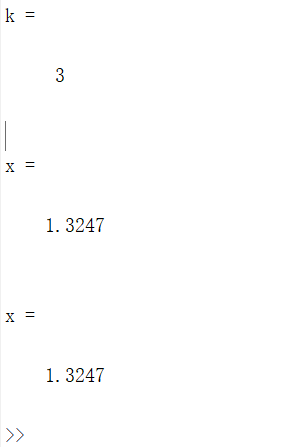 k =
3
x =
1.3247
x =
1.3247
>>